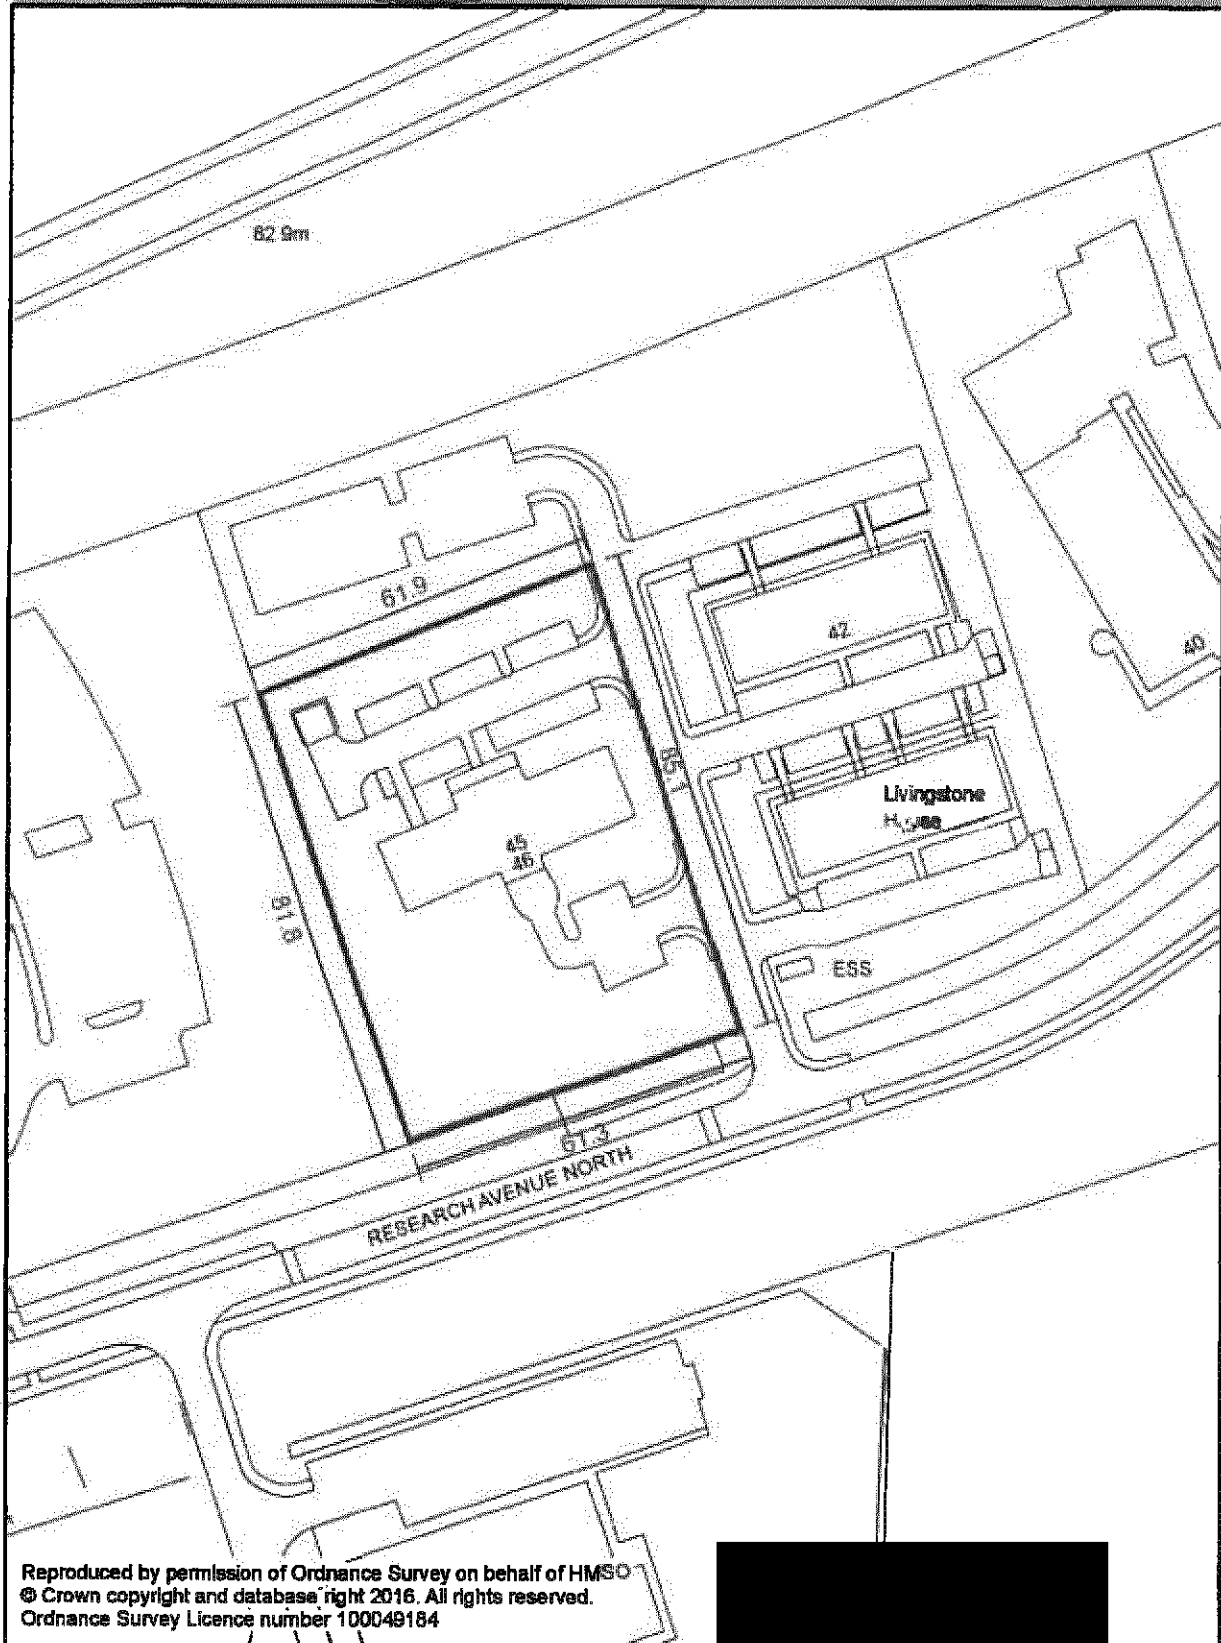 82.9m
61.9
42
40
95
Livingstone
45
46
91.8
ESS
61.3
RESEARCH AVENUE NORTH
Reproduced by permission of Ordnance Survey on behalf of HMSO
© Crown copyright and database right 2016. All rights reserved.
Ordnance Survey Licence number 100049184